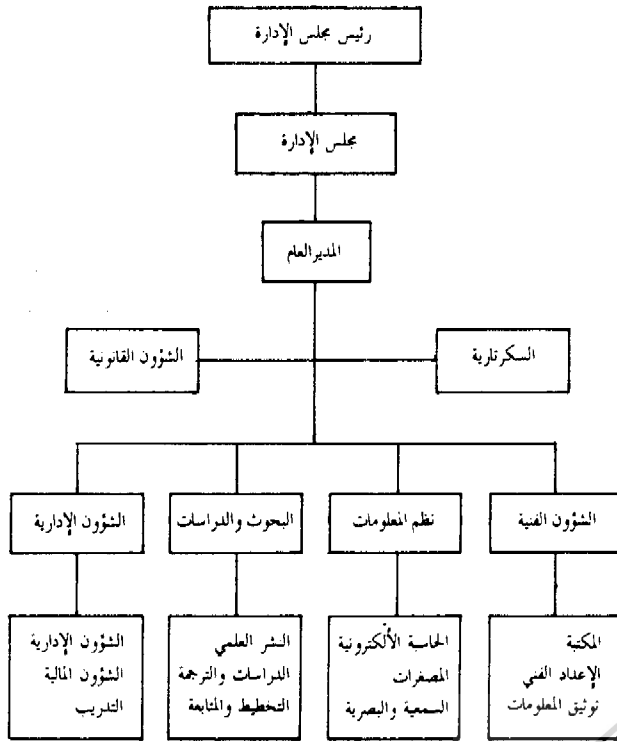 رئيس مجلس الإدارة
مجلس الإدارة
المدير العام
السكرتارية
الشؤون القانونية
الشؤون الفنية
نظم المعلومات
البحوث والدراسات
الشؤون الإدارية
المكتبة
الإعداد الفني
توثيق المعلومات
الحاسبة الألكترونية
المصغرات
السمعية والبصرية
النشر العلمي
الدراسات والترجمة
التخطيط والمتابعة
الشؤون الإدارية
الشؤون المالية
التدريب